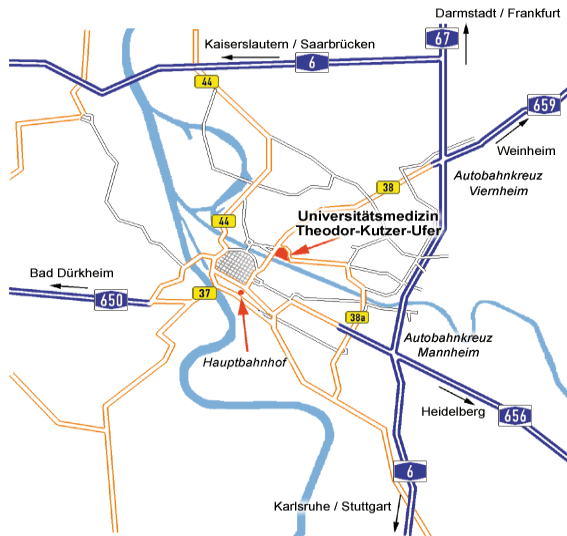 Darmstadt / Frankfurt
67
Kaiserslautern / Saarbrücken
6
44
659
Weinheim
Autobahnkreuz
Viernheim
38
Universitätsmedizin
Theodor-Kutzer-Ufer
44
Bad Dürkheim
650
37
38a
Hauptbahnhof
Autobahnkreuz
Mannheim
Heidelberg
656
6
Karlsruhe / Stuttgart